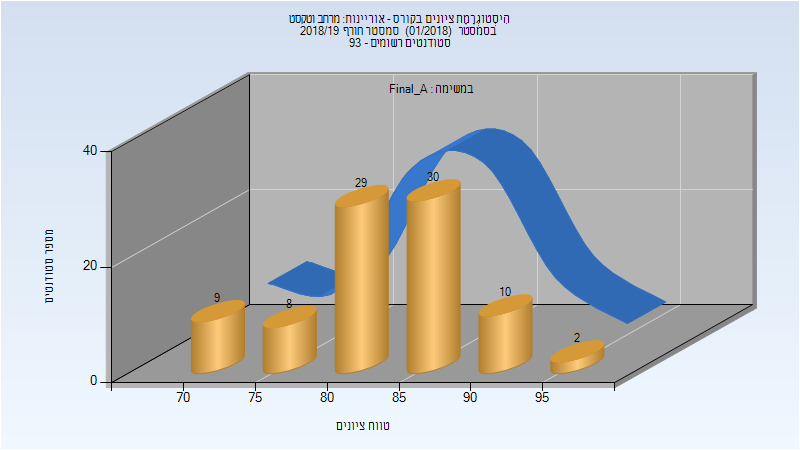 היסטוגרמת ציונים בקורס - אוריינות: מרחב וטקסט
בסמסטר (01/2018) סמסטר חורף 2018/19
סטודנטים רשומים - 93
במשימה : Final_A
מספר סטודנטים
40
20
0
9
8
29
30
10
2
70 75 80 85 90 95
טווח ציונים